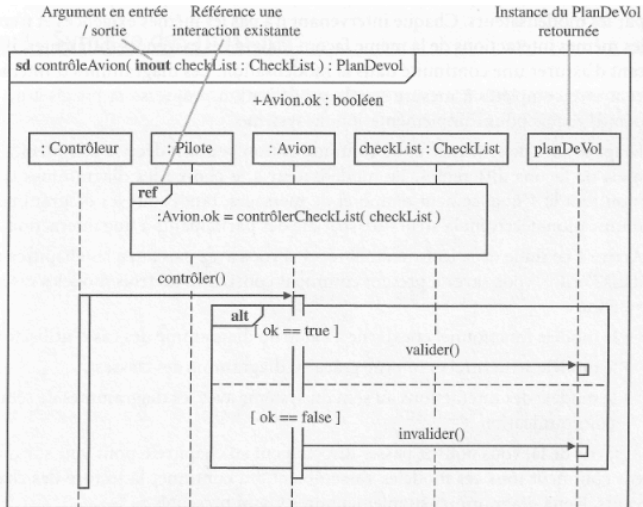 Argument en entrée
/ sortie
Référence une
interaction existante
Instance du PlanDeVol
retournée
sd contrôleAvion( inout checkList : CheckList ) : PlanDevol
+Avion.ok : booléen
: Contrôleur
: Pilote
: Avion
checkList : CheckList
planDeVol
ref
:Avion.ok = contrôlerCheckList( checkList )
contrôler()
alt
[ ok == true ]
valider()
[ ok == false ]
invalider()